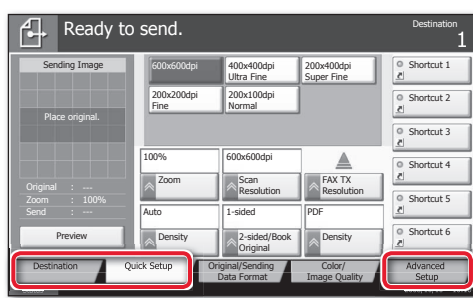 Ready to send.
Destination
1
Sending Image
Place original.
Original : ---
Zoom : 100%
Send : ---
Preview
600x600dpi
400x400dpi
Ultra Fine
200x400dpi
Super Fine
200x200dpi
Fine
200x100dpi
Normal
100%
Zoom
600x600dpi
Scan
Resolution
FAX TX
Resolution
Auto
Density
1-sided
2-sided/Book
Original
PDF
Density
Shortcut 1
Shortcut 2
Shortcut 3
Shortcut 4
Shortcut 5
Shortcut 6
Destination
Quick Setup
Original/Sending
Data Format
Color/
Image Quality
Advanced
Setup